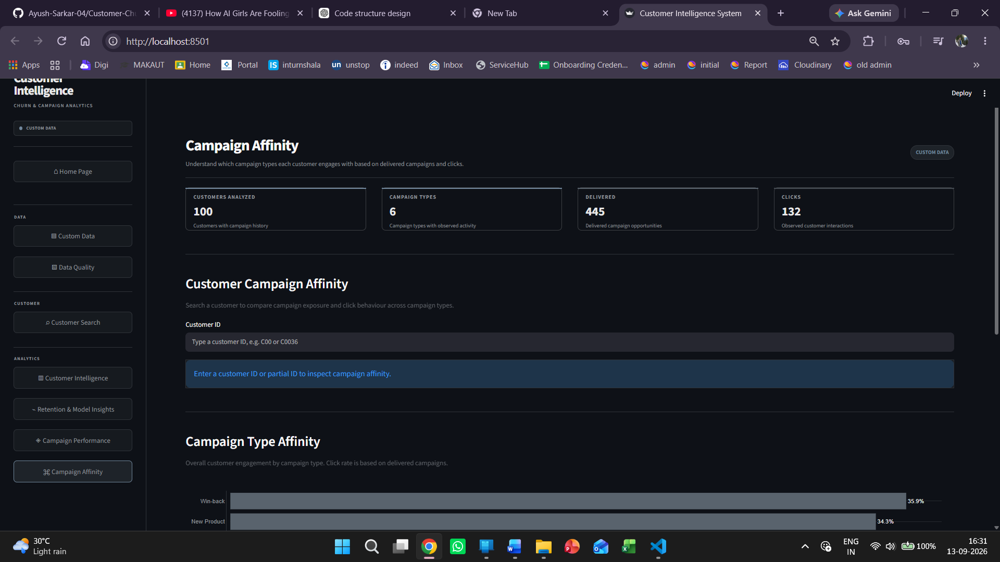 Ayush-Sarkar-04/Customer-Chu
(4137) How AI Girls Are Fooling
Code structure design
New Tab
Customer Intelligence System
Ask Gemini
http://localhost:8501
Apps
Digi
MAKAUT
Home
Portal
IS inturnshala
un unstop
indeed
Inbox
ServiceHub
Onboarding Creden...
admin
initial
Report
Cloudinary
old admin
»
Customer
Intelligence
CHURN & CAMPAIGN ANALYTICS
CUSTOM DATA
Home Page
DATA
Custom Data
Data Quality
CUSTOMER
Customer Search
ANALYTICS
Customer Intelligence
Retention & Model Insights
Campaign Performance
⌘ Campaign Affinity
Deploy
Campaign Affinity
CUSTOM DATA
Understand which campaign types each customer engages with based on delivered campaigns and clicks.
CUSTOMERS ANALYZED
100
Customers with campaign history
CAMPAIGN TYPES
6
Campaign types with observed activity
DELIVERED
445
Delivered campaign opportunities
CLICKS
132
Observed customer interactions
Customer Campaign Affinity
Search a customer to compare campaign exposure and click behaviour across campaign types.
Customer ID
Type a customer ID, e.g. C00 or C0036
Enter a customer ID or partial ID to inspect campaign affinity.
Campaign Type Affinity
Overall customer engagement by campaign type. Click rate is based on delivered campaigns.
Win-back 35.9%
New Product 34.3%
30°C
Light rain
ENG
IN
100%
16:31
13-09-2026